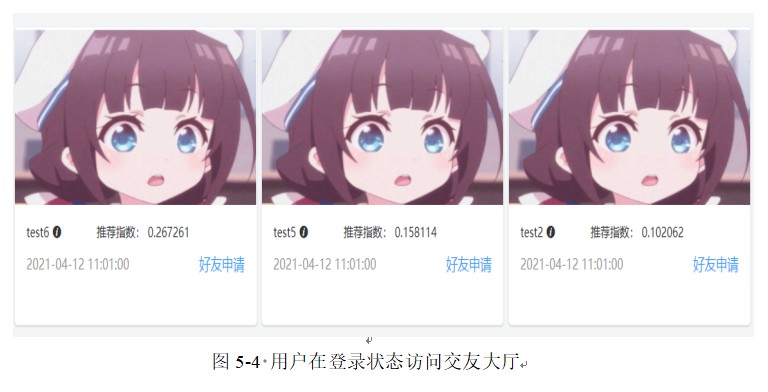 test6 推荐指数: 0.267261
2021-04-12 11:01:00 好友申请
test5 推荐指数: 0.158114
2021-04-12 11:01:00 好友申请
test2 推荐指数: 0.102062
2021-04-12 11:01:00 好友申请
图 5-4 用户在登录状态访问交友大厅